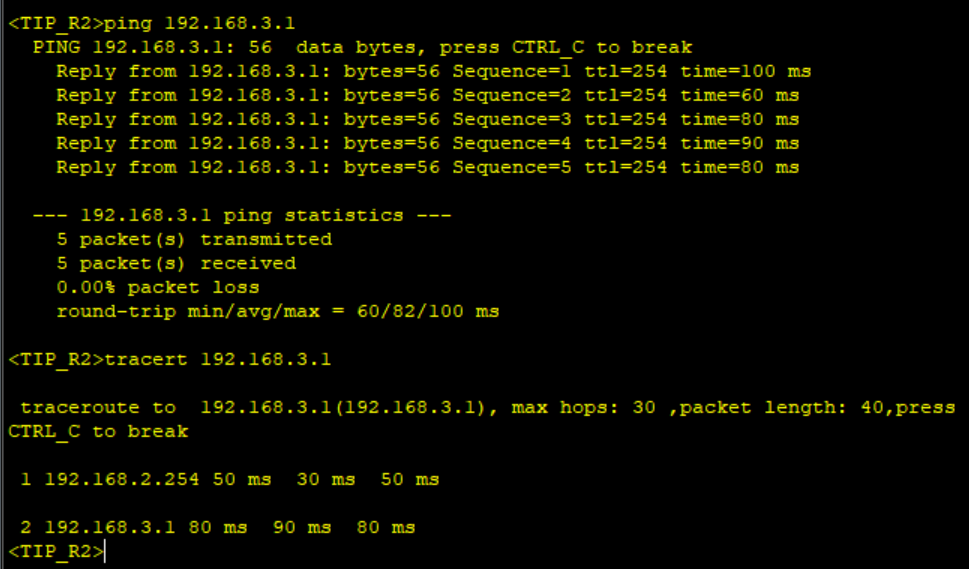 <TIP_R2>ping 192.168.3.1
PING 192.168.3.1: 56 data bytes, press CTRL_C to break
Reply from 192.168.3.1: bytes=56 Sequence=1 ttl=254 time=100 ms
Reply from 192.168.3.1: bytes=56 Sequence=2 ttl=254 time=60 ms
Reply from 192.168.3.1: bytes=56 Sequence=3 ttl=254 time=80 ms
Reply from 192.168.3.1: bytes=56 Sequence=4 ttl=254 time=90 ms
Reply from 192.168.3.1: bytes=56 Sequence=5 ttl=254 time=80 ms
--- 192.168.3.1 ping statistics ---
5 packet(s) transmitted
5 packet(s) received
0.00% packet loss
round-trip min/avg/max = 60/82/100 ms
<TIP_R2>tracert 192.168.3.1
traceroute to 192.168.3.1(192.168.3.1), max hops: 30 ,packet length: 40,press
CTRL_C to break
1 192.168.2.254 50 ms 30 ms 50 ms
2 192.168.3.1 80 ms 90 ms 80 ms
<TIP_R2>